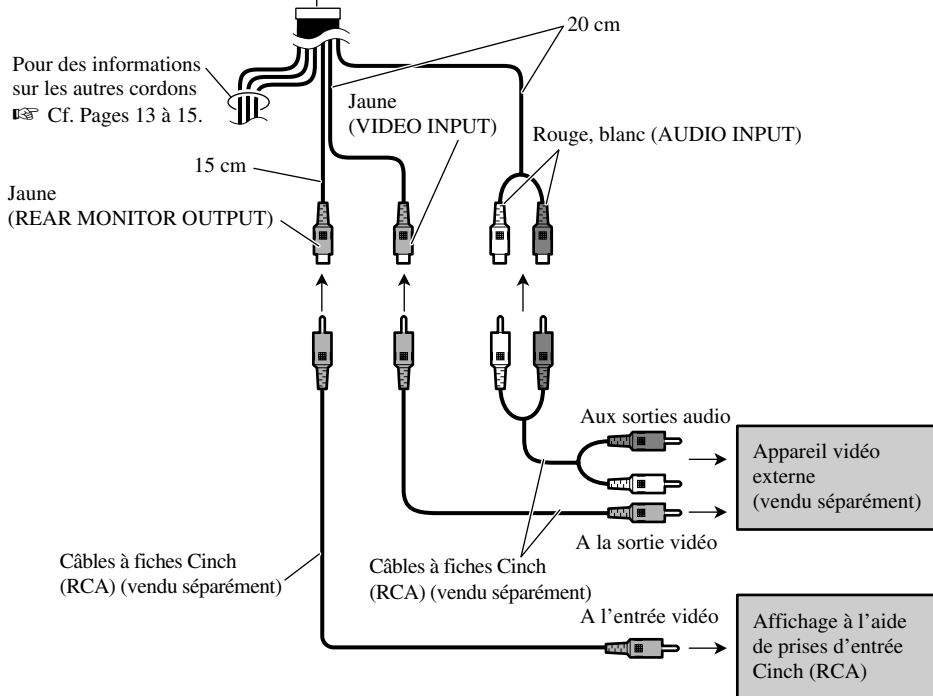 20 cm
Pour des informations
sur les autres cordons
☞ Cf. Pages 13 à 15.
Jaune
(VIDEO INPUT)
Rouge, blanc (AUDIO INPUT)
15 cm
Jaune
(REAR MONITOR OUTPUT)
Aux sorties audio
Appareil vidéo
externe
(vendu séparément)
A la sortie vidéo
Câbles à fiches Cinch
(RCA) (vendu séparément)
Câbles à fiches Cinch
(RCA) (vendu séparément)
A l’entrée vidéo
Affichage à l’aide
de prises d’entrée
Cinch (RCA)